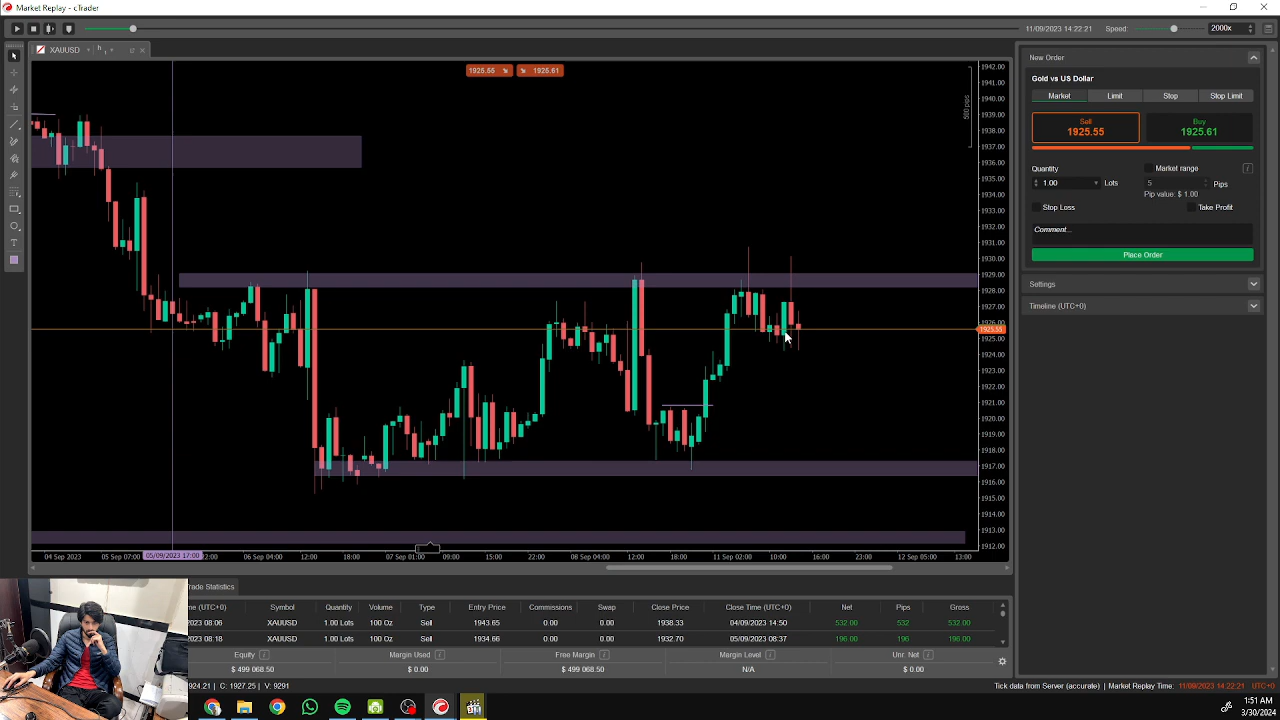 Market Replay - cTrader
11/09/2023 14:22:21 Speed: 2000x
XAUUSD h 1
1925.55 1925.61
580 pips
1942.00
1941.00
1940.00
1939.00
1938.00
1937.00
1936.00
1935.00
1934.00
1933.00
1932.00
1931.00
1930.00
1929.00
1928.00
1927.00
1926.00
1925.55
1925.00
1924.00
1923.00
1922.00
1921.00
1920.00
1919.00
1918.00
1917.00
1916.00
1915.00
1914.00
1913.00
1912.00
04 Sep 2023 05 Sep 07:00 05/09/2023 17:00 22:00 06 Sep 04:00 12:00 18:00 07 Sep 01:00 09:00 15:00 22:00 08 Sep 04:00 12:00 18:00 11 Sep 02:00 10:00 16:00 23:00 12 Sep 05:00 13:00
New Order
Gold vs US Dollar
Market Limit Stop Stop Limit
Sell Buy
1925.55 1925.61
Quantity Market range
1.00 Lots 5 Pips
Pip value: $ 1.00
Stop Loss Take Profit
Comment...
Place Order
Settings
Timeline (UTC+0)
Trade Statistics
me (UTC+0) Symbol Quantity Volume Type Entry Price Commissions Swap Close Price Close Time (UTC+0) Net Pips Gross
2023 08:06 XAUUSD 1.00 Lots 100 Oz Sell 1943.65 0.00 0.00 1938.33 04/09/2023 14:50 532.00 532 532.00
2023 08:18 XAUUSD 1.00 Lots 100 Oz Sell 1934.66 0.00 0.00 1932.70 05/09/2023 08:37 196.00 196 196.00
Equity Margin Used Free Margin Margin Level Unr. Net
$ 499 068.50 $ 0.00 $ 499 068.50 N/A $ 0.00
1924.21 | C: 1927.25 | V: 9291 Tick data from Server (accurate) | Market Replay Time: 11/09/2023 14:22:21 UTC+0
1:51 AM
3/30/2024